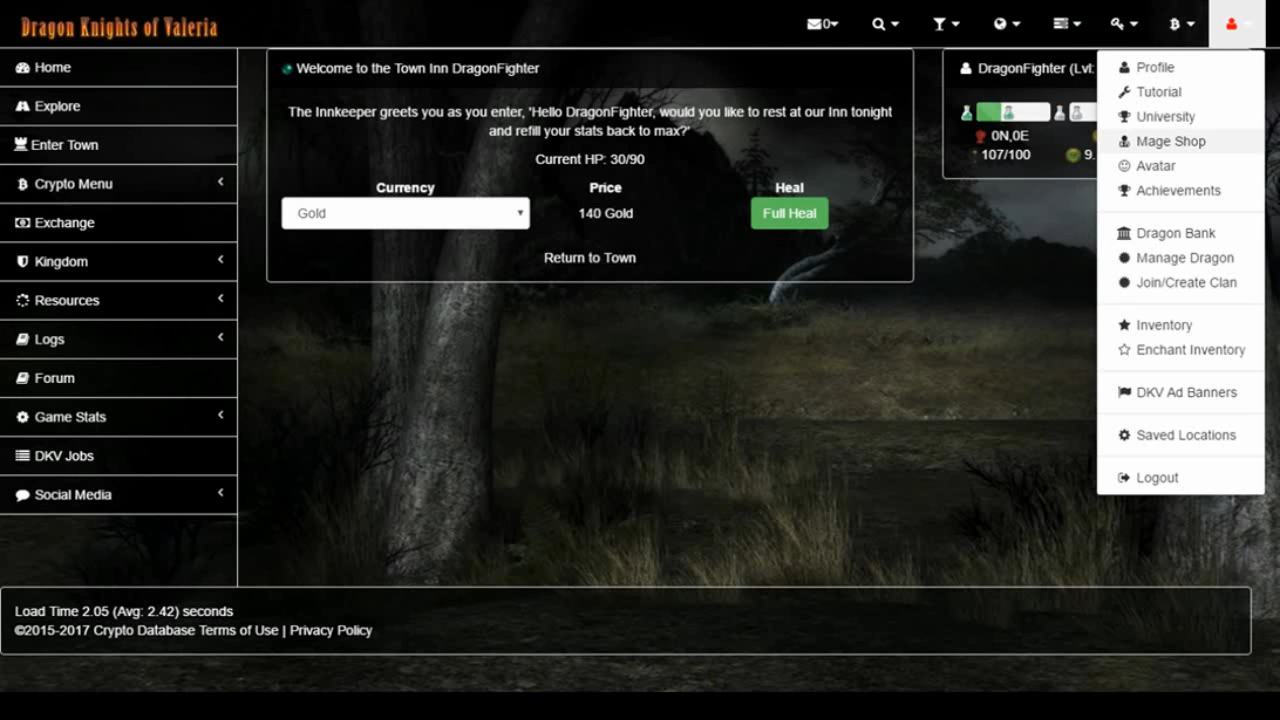 Dragon Knights of Valeria
0
Home
Explore
Enter Town
Crypto Menu
Exchange
Kingdom
Resources
Logs
Forum
Game Stats
DKV Jobs
Social Media
Welcome to the Town Inn DragonFighter
The Innkeeper greets you as you enter, 'Hello DragonFighter, would you like to rest at our Inn tonight
and refill your stats back to max?'
Current HP: 30/90
Currency Price Heal
Gold 140 Gold Full Heal
Return to Town
DragonFighter (Lvl:
0N,0E
107/100 9.
Profile
Tutorial
University
Mage Shop
Avatar
Achievements
Dragon Bank
Manage Dragon
Join/Create Clan
Inventory
Enchant Inventory
DKV Ad Banners
Saved Locations
Logout
Load Time 2.05 (Avg: 2.42) seconds
©2015-2017 Crypto Database Terms of Use | Privacy Policy